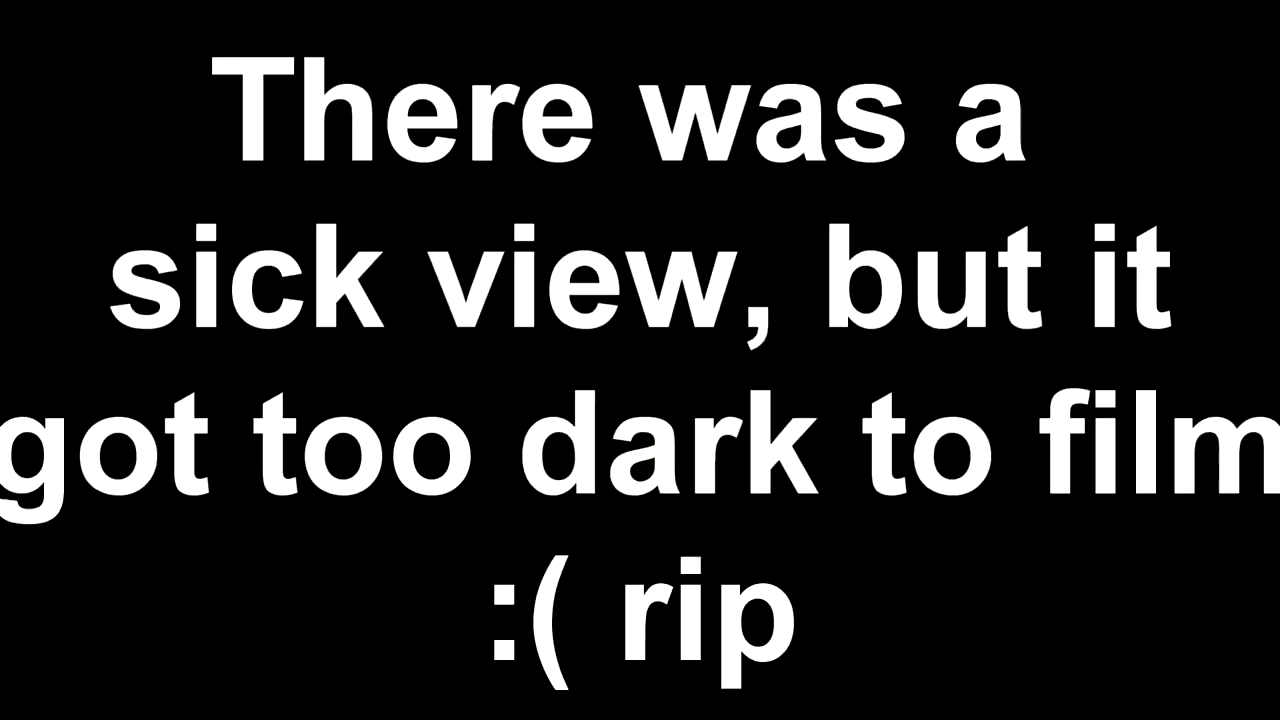 There was a
sick view, but it
got too dark to film
:( rip